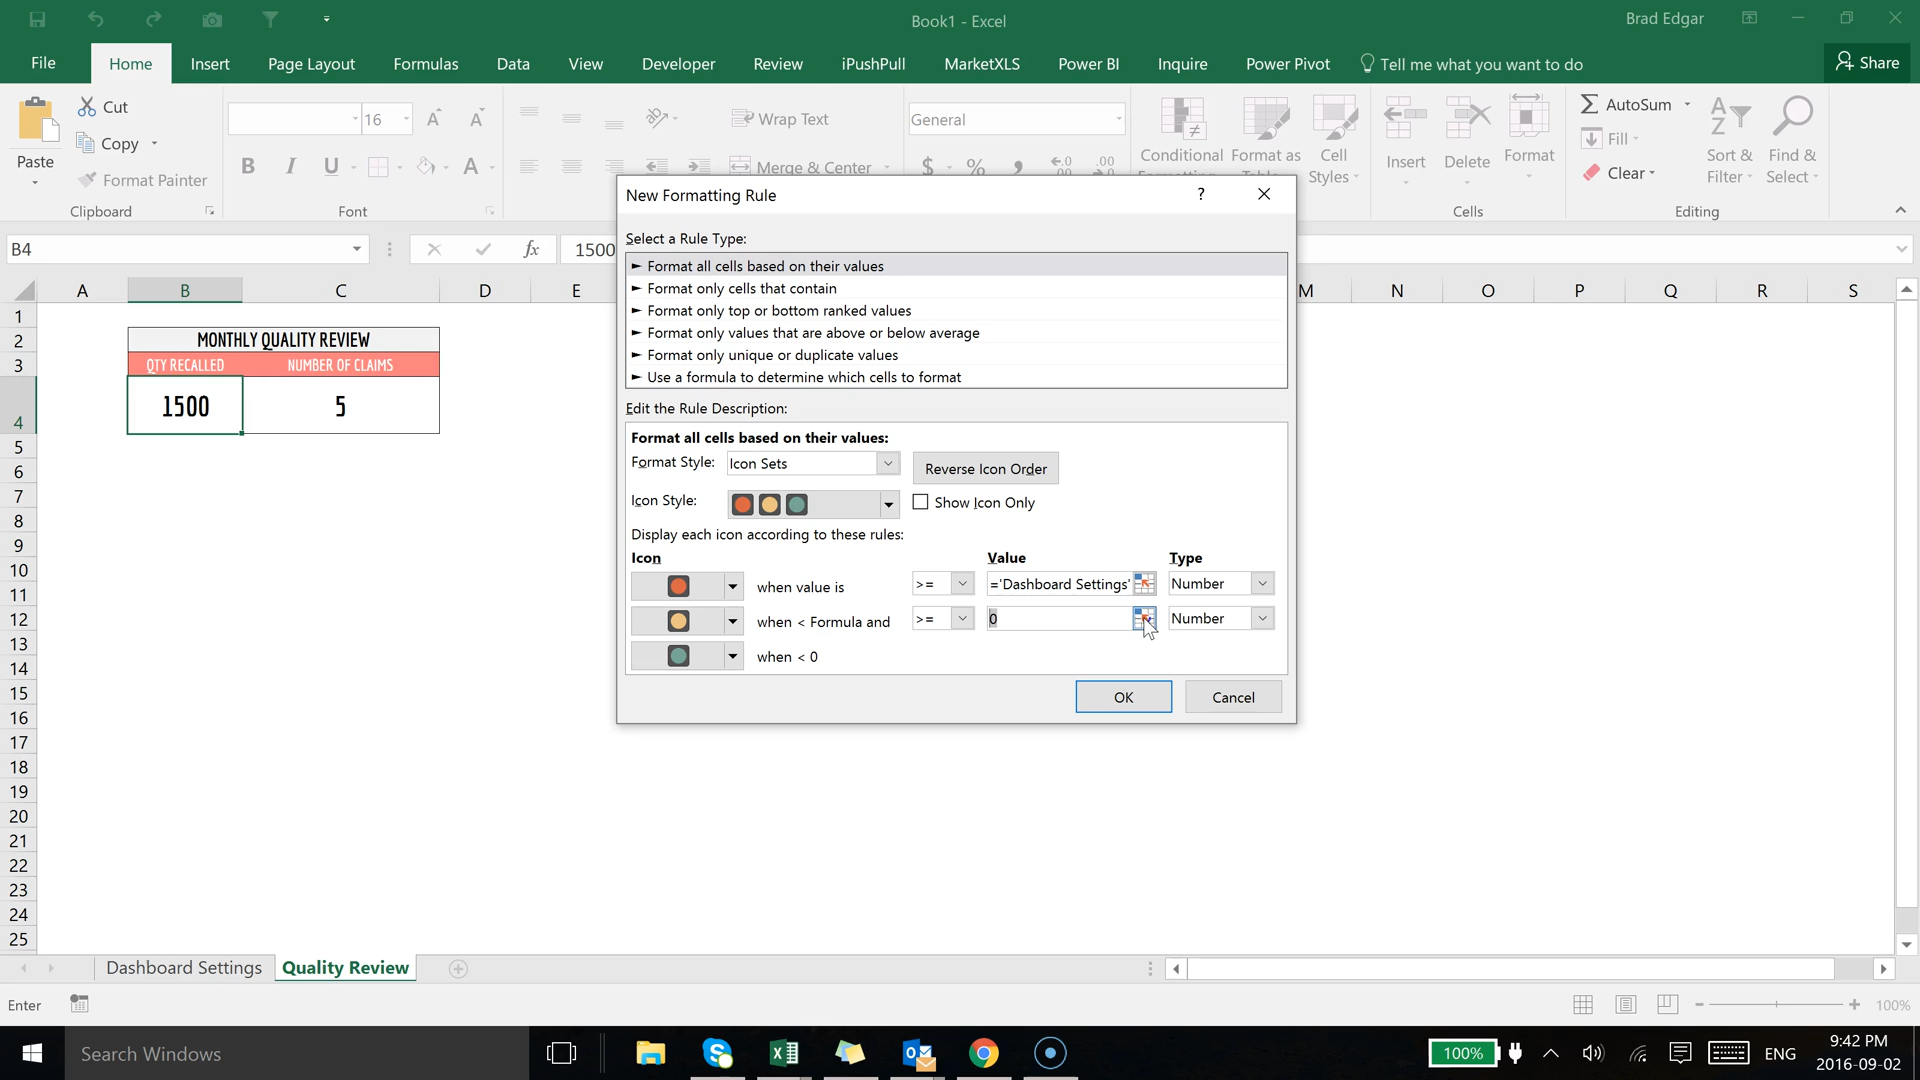 Book1 - Excel
Brad Edgar
File Home Insert Page Layout Formulas Data View Developer Review iPushPull MarketXLS Power BI Inquire Power Pivot Tell me what you want to do Share
Paste
Cut
Copy
Format Painter
Clipboard
16
B I U A
Font
Wrap Text
Merge & Center
General
$ %
Conditional
Format as
Cell
Styles
Insert
Delete
Format
Cells
AutoSum
Fill
Clear
Sort &
Filter
Find &
Select
Editing
B4
fx
1500
A B C D E M N O P Q R S
1
2
3
4
5
6
7
8
9
10
11
12
13
14
15
16
17
18
19
20
21
22
23
24
25
MONTHLY QUALITY REVIEW
QTY RECALLED NUMBER OF CLAIMS
1500 5
New Formatting Rule
?
Select a Rule Type:
► Format all cells based on their values
► Format only cells that contain
► Format only top or bottom ranked values
► Format only values that are above or below average
► Format only unique or duplicate values
► Use a formula to determine which cells to format
Edit the Rule Description:
Format all cells based on their values:
Format Style: Icon Sets Reverse Icon Order
Icon Style: Show Icon Only
Display each icon according to these rules:
Icon Value Type
when value is >= ='Dashboard Settings' Number
when < Formula and >= 0 Number
when < 0
OK Cancel
Dashboard Settings Quality Review
Enter
100%
Search Windows
100%
ENG
9:42 PM
2016-09-02